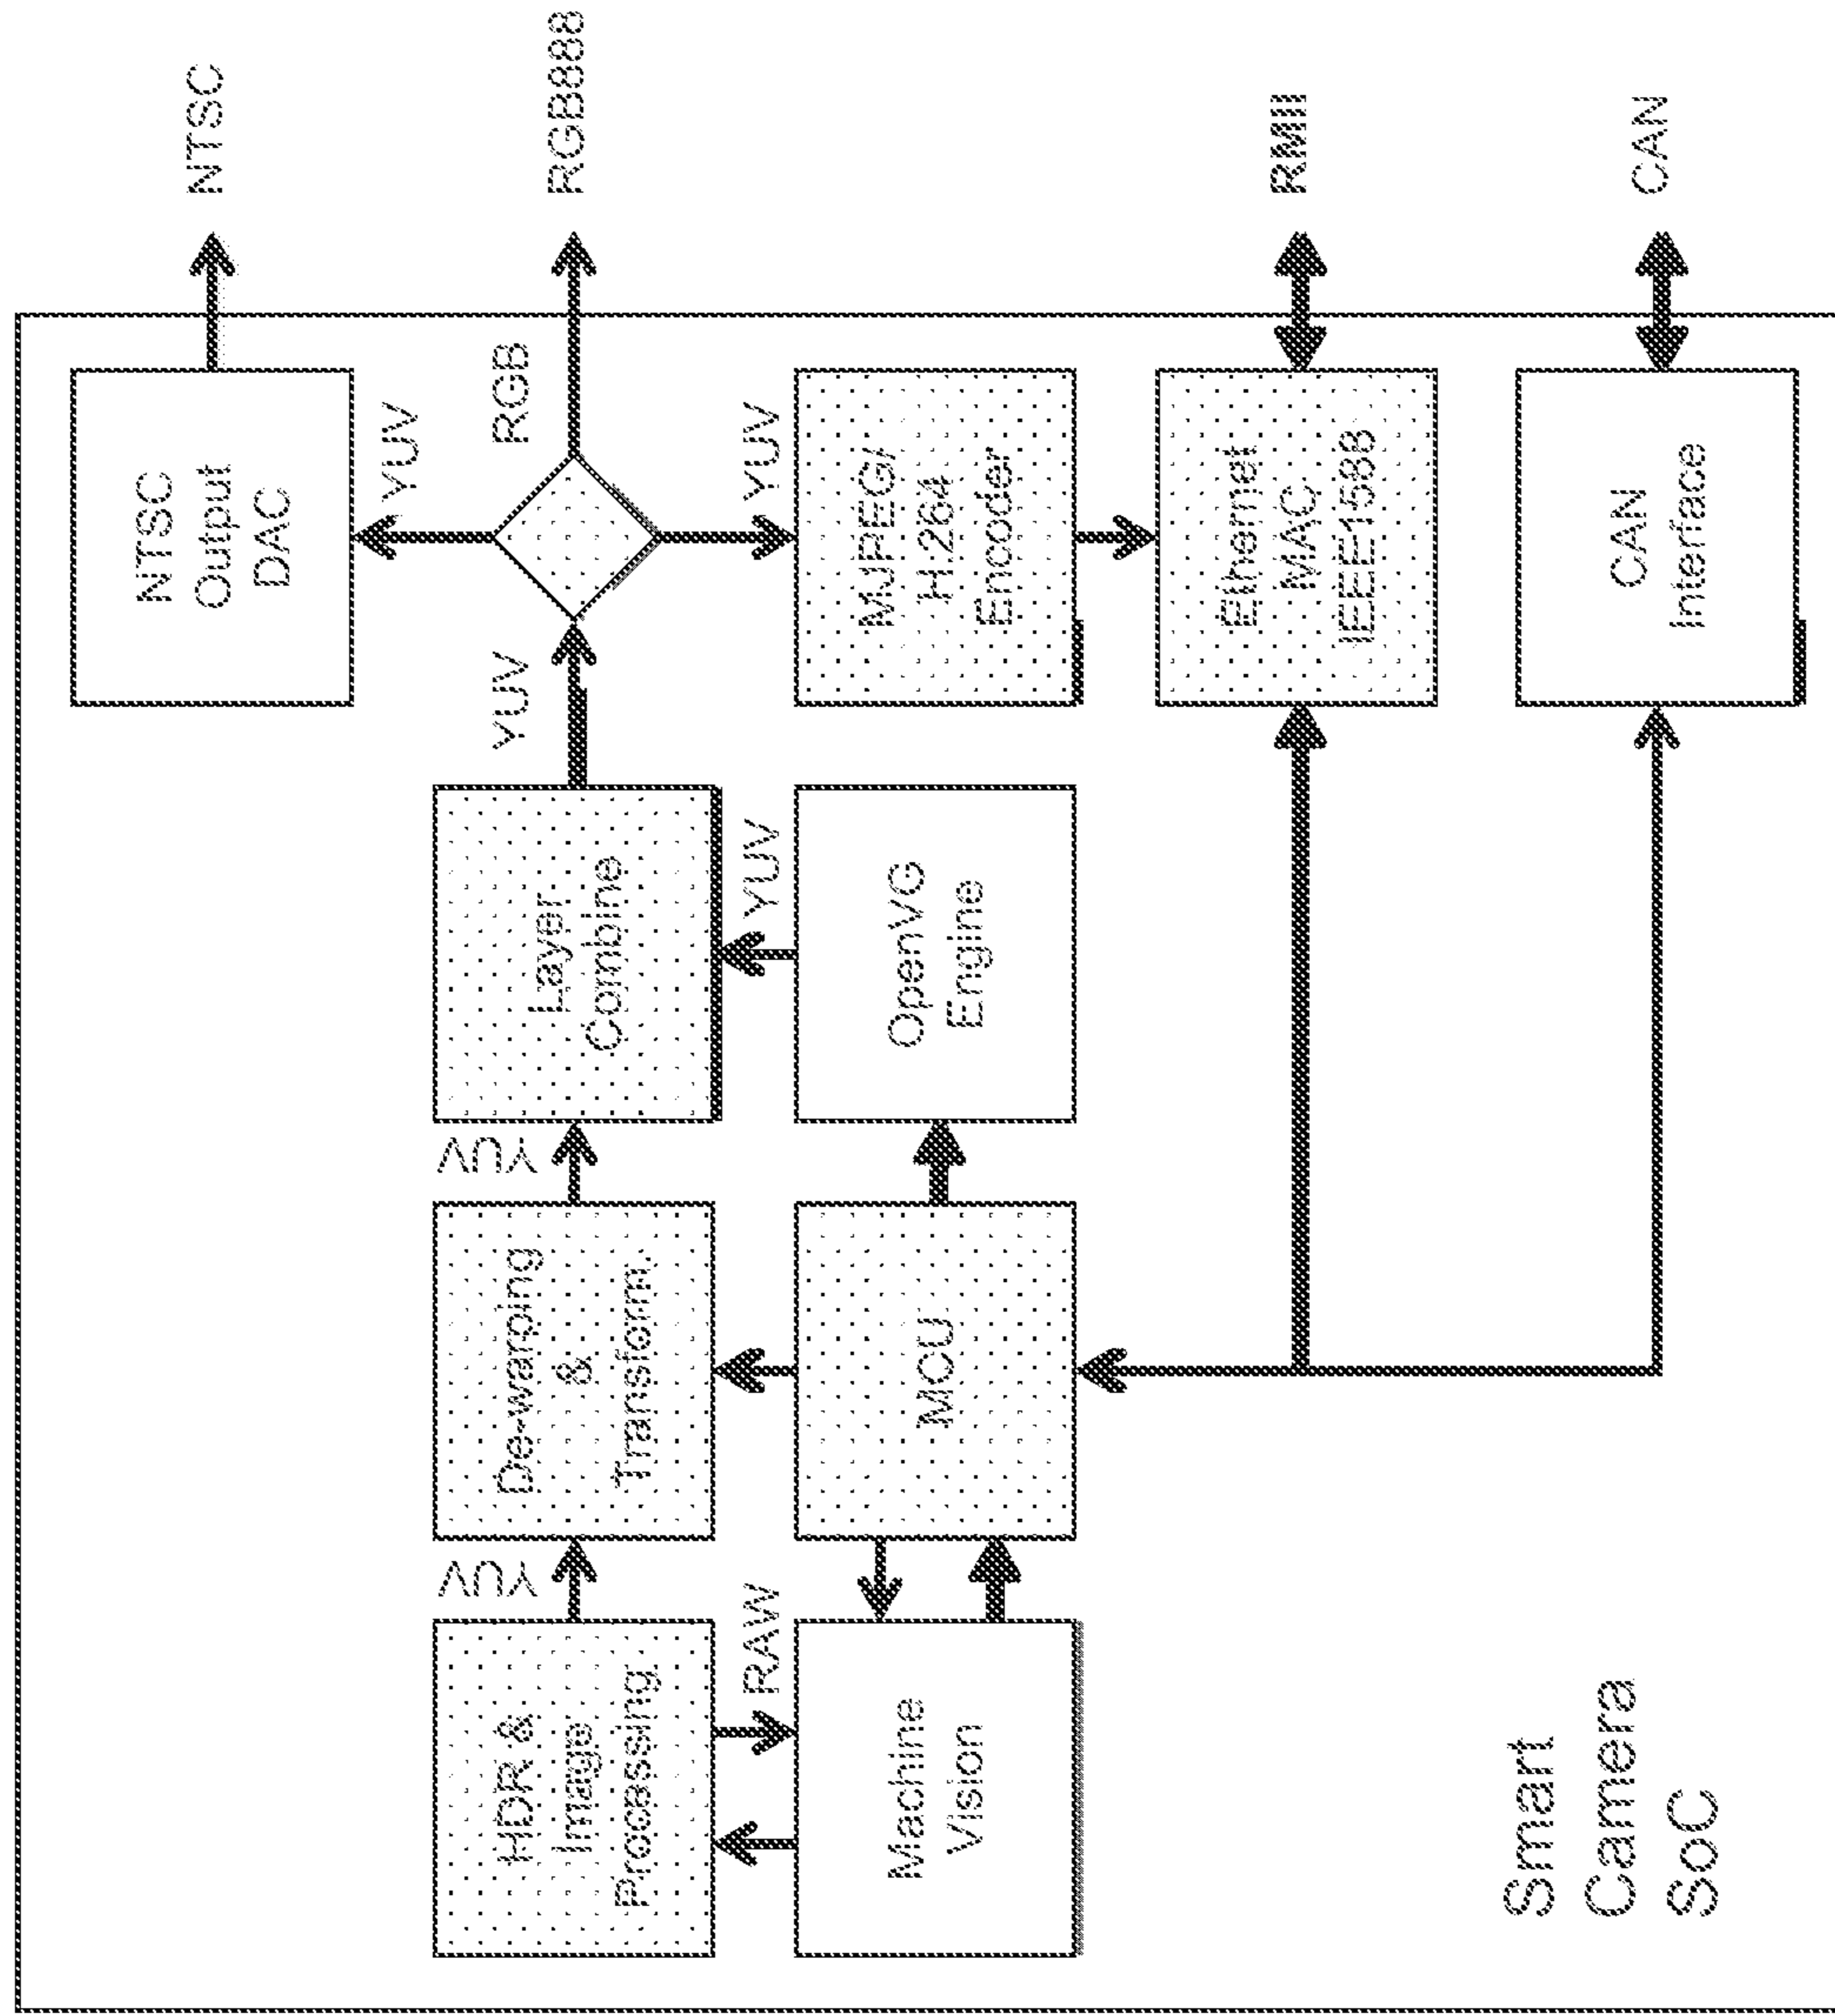 NTSC
Output
DAC
NTSC
YUV
HDR &
Image
Processing
YUV
De-warping
&
Transform.
YUV
Layer
Combine
YUV
RGB
RGB888
RAW
YUV
YUV
Machine
Vision
MCU
OpenVG
Engine
MJPEG/
H.264
Encoder
Ethernet
MAC
IEEE1588
RMII
CAN
Interface
CAN
Smart
Camera
SoC